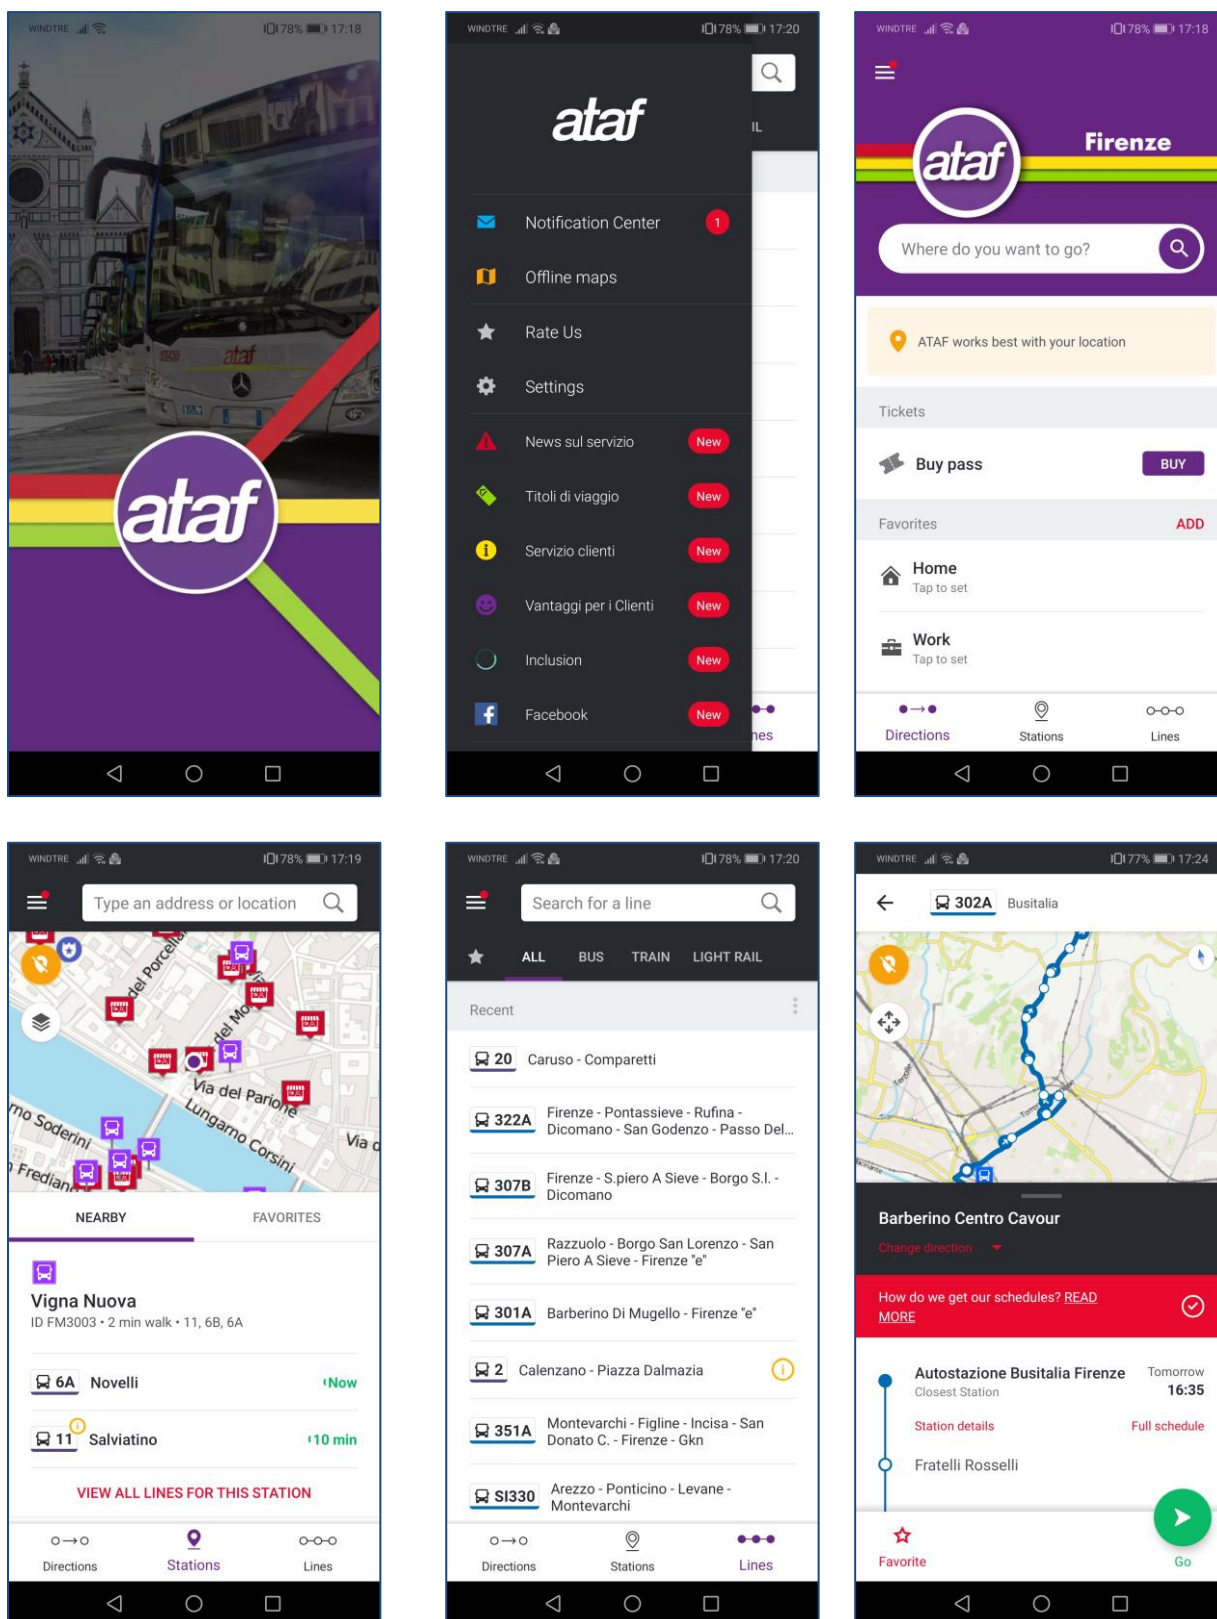 WINDTRE
78% 17:18
ataf
ataf
WINDTRE
78% 17:20
ataf
IL
Notification Center
1
Offline maps
Rate Us
Settings
News sul servizio
New
Titoli di viaggio
New
Servizio clienti
New
Vantaggi per i Clienti
New
Inclusion
New
Facebook
New
nes
WINDTRE
78% 17:18
ataf
Firenze
Where do you want to go?
ATAF works best with your location
Tickets
Buy pass
BUY
Favorites
ADD
Home
Tap to set
Work
Tap to set
Directions
Stations
Lines
WINDTRE
78% 17:19
Type an address or location
del Porcella
del Mo
Via del Parione
Lungarno Corsini
rno Soderini
Frediano
Via d
NEARBY
FAVORITES
Vigna Nuova
ID FM3003 • 2 min walk • 11, 6B, 6A
6A Novelli
Now
11 Salviatino
10 min
VIEW ALL LINES FOR THIS STATION
Directions
Stations
Lines
WINDTRE
78% 17:20
Search for a line
ALL
BUS
TRAIN
LIGHT RAIL
Recent
20 Caruso - Comparetti
322A Firenze - Pontassieve - Rufina -
Dicomano - San Godenzo - Passo Del...
307B Firenze - S.piero A Sieve - Borgo S.l. -
Dicomano
307A Razzuolo - Borgo San Lorenzo - San
Piero A Sieve - Firenze "e"
301A Barberino Di Mugello - Firenze "e"
2 Calenzano - Piazza Dalmazia
351A Montevarchi - Figline - Incisa - San
Donato C. - Firenze - Gkn
SI330 Arezzo - Ponticino - Levane -
Montevarchi
Directions
Stations
Lines
WINDTRE
77% 17:24
302A Busitalia
Barberino Centro Cavour
Change direction
How do we get our schedules? READ
MORE
Autostazione Busitalia Firenze
Tomorrow
Closest Station
16:35
Station details
Full schedule
Fratelli Rosselli
Favorite
Go